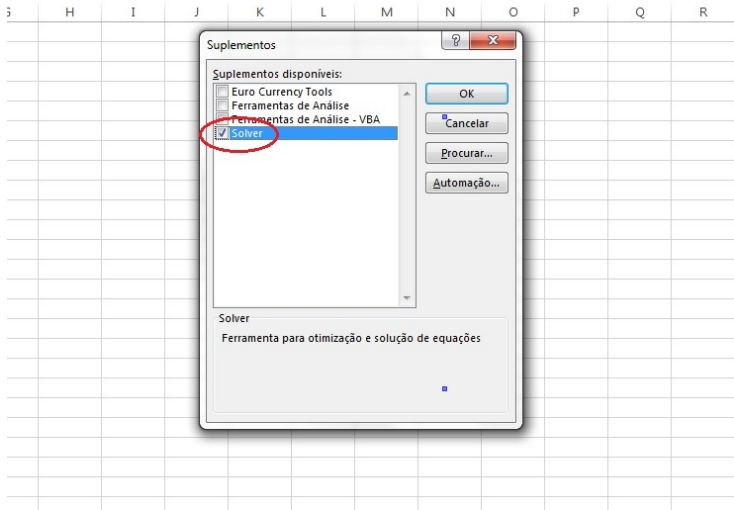 H I J K L M N O P Q R
Suplementos
?
Suplementos disponíveis:
Euro Currency Tools
Ferramentas de Análise
Ferramentas de Análise - VBA
Solver
OK
Cancelar
Procurar...
Automação...
Solver
Ferramenta para otimização e solução de equações